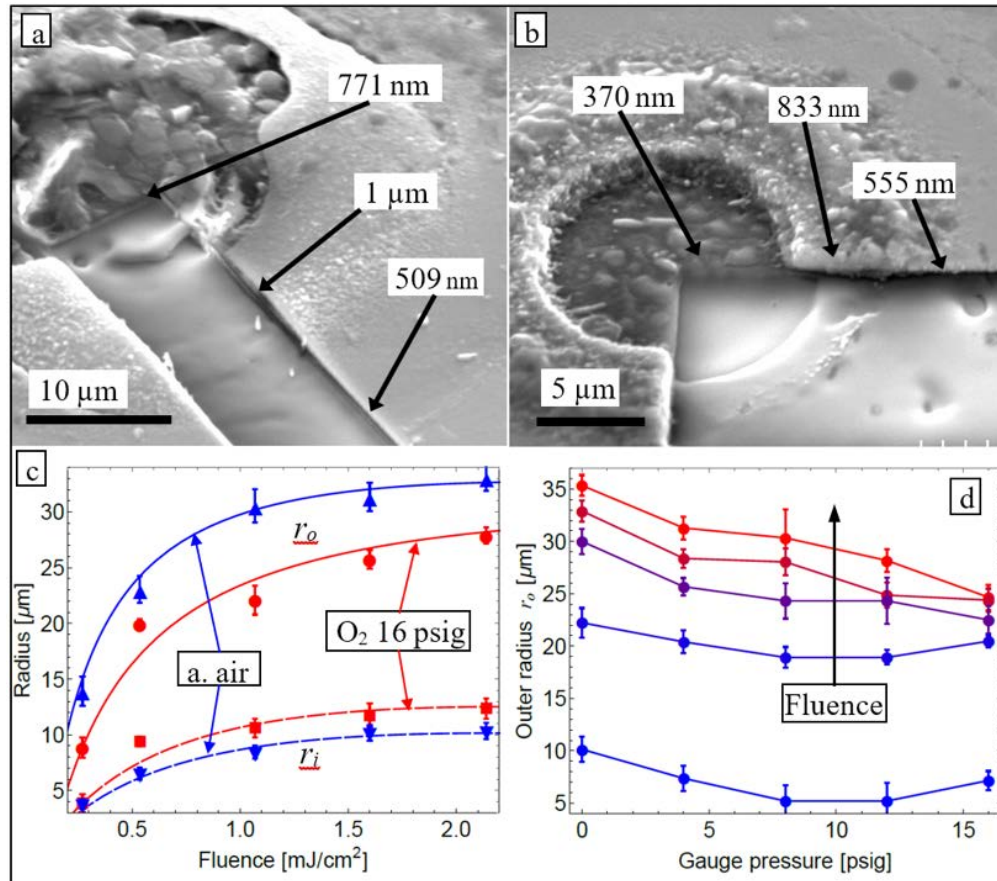 a
771 nm
1 µm
509 nm
10 µm
b
370 nm
833 nm
555 nm
5 µm
c
Radius [µm]
30
25
20
15
10
5
rₒ
O₂ 16 psig
a. air
rᵢ
0.5 1.0 1.5 2.0
Fluence [mJ/cm²]
d
Outer radius rₒ [µm]
35
30
25
20
15
10
5
Fluence
0 5 10 15
Gauge pressure [psig]